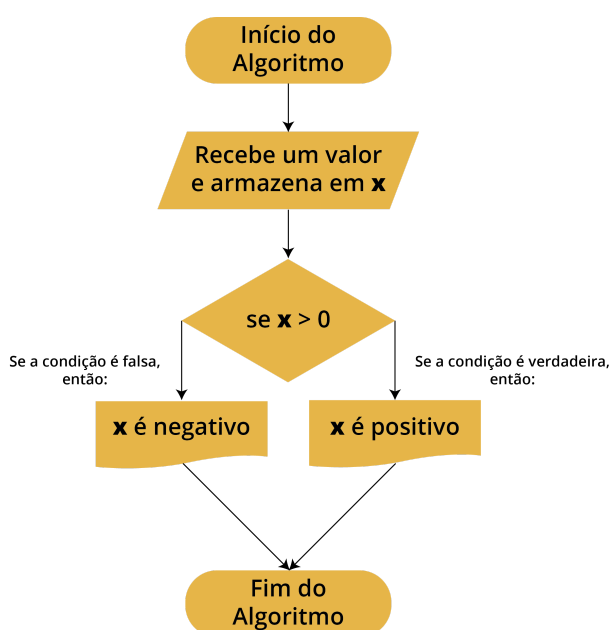 Início do
Algoritmo
Recebe um valor
e armazena em x
se x > 0
Se a condição é falsa,
então:
Se a condição é verdadeira,
então:
x é negativo
x é positivo
Fim do
Algoritmo